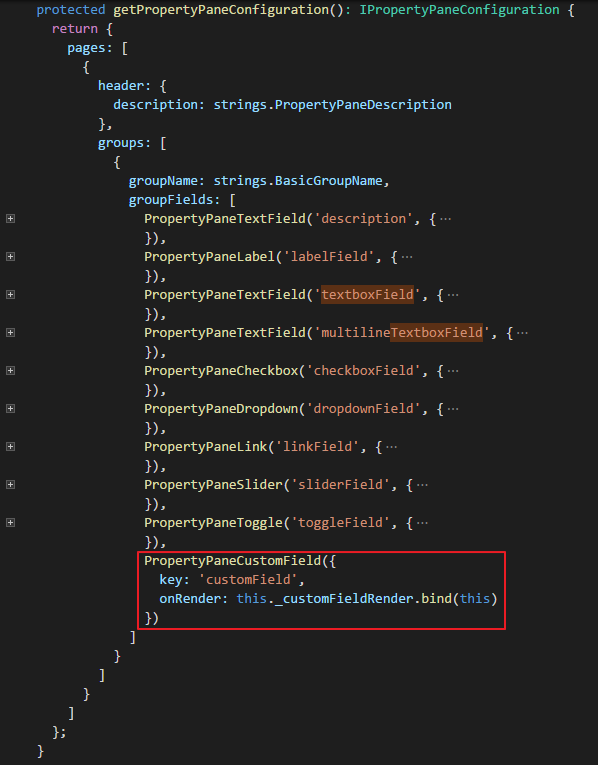 protected getPropertyPaneConfiguration(): IPropertyPaneConfiguration {
return {
pages: [
{
header: {
description: strings.PropertyPaneDescription
},
groups: [
{
groupName: strings.BasicGroupName,
groupFields: [
PropertyPaneTextField('description', {···
}),
PropertyPaneLabel('labelField', {···
}),
PropertyPaneTextField('textboxField', {···
}),
PropertyPaneTextField('multilineTextboxField', {···
}),
PropertyPaneCheckbox('checkboxField', {···
}),
PropertyPaneDropdown('dropdownField', {···
}),
PropertyPaneLink('linkField', {···
}),
PropertyPaneSlider('sliderField', {···
}),
PropertyPaneToggle('toggleField', {···
}),
PropertyPaneCustomField({
key: 'customField',
onRender: this._customFieldRender.bind(this)
})
]
}
]
}
]
};
}